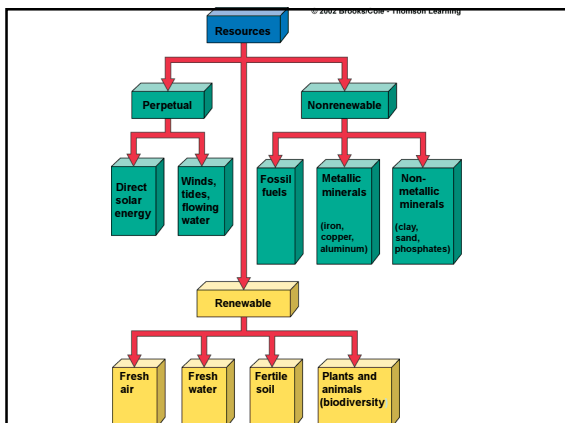 © 2002 Brooks/Cole - Thomson Learning
Resources
Perpetual
Nonrenewable
Direct
solar
energy
Winds,
tides,
flowing
water
Fossil
fuels
Metallic
minerals
(iron,
copper,
aluminum)
Non-
metallic
minerals
(clay,
sand,
phosphates)
Renewable
Fresh
air
Fresh
water
Fertile
soil
Plants and
animals
(biodiversity